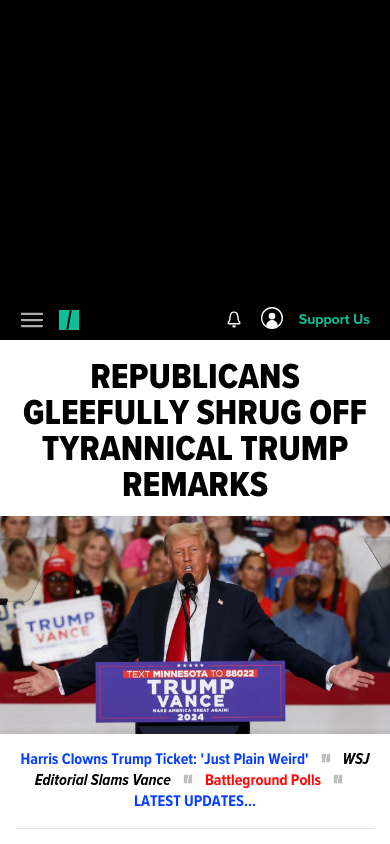 Support Us
REPUBLICANS
GLEEFULLY SHRUG OFF
TYRANNICAL TRUMP
REMARKS
TRUMP
VANCE
TEXT MINNESOTA TO 88022
TRUMP
VANCE
MAKE AMERICA GREAT AGAIN!
2024
Harris Clowns Trump Ticket: 'Just Plain Weird' WSJ
Editorial Slams Vance Battleground Polls
LATEST UPDATES...